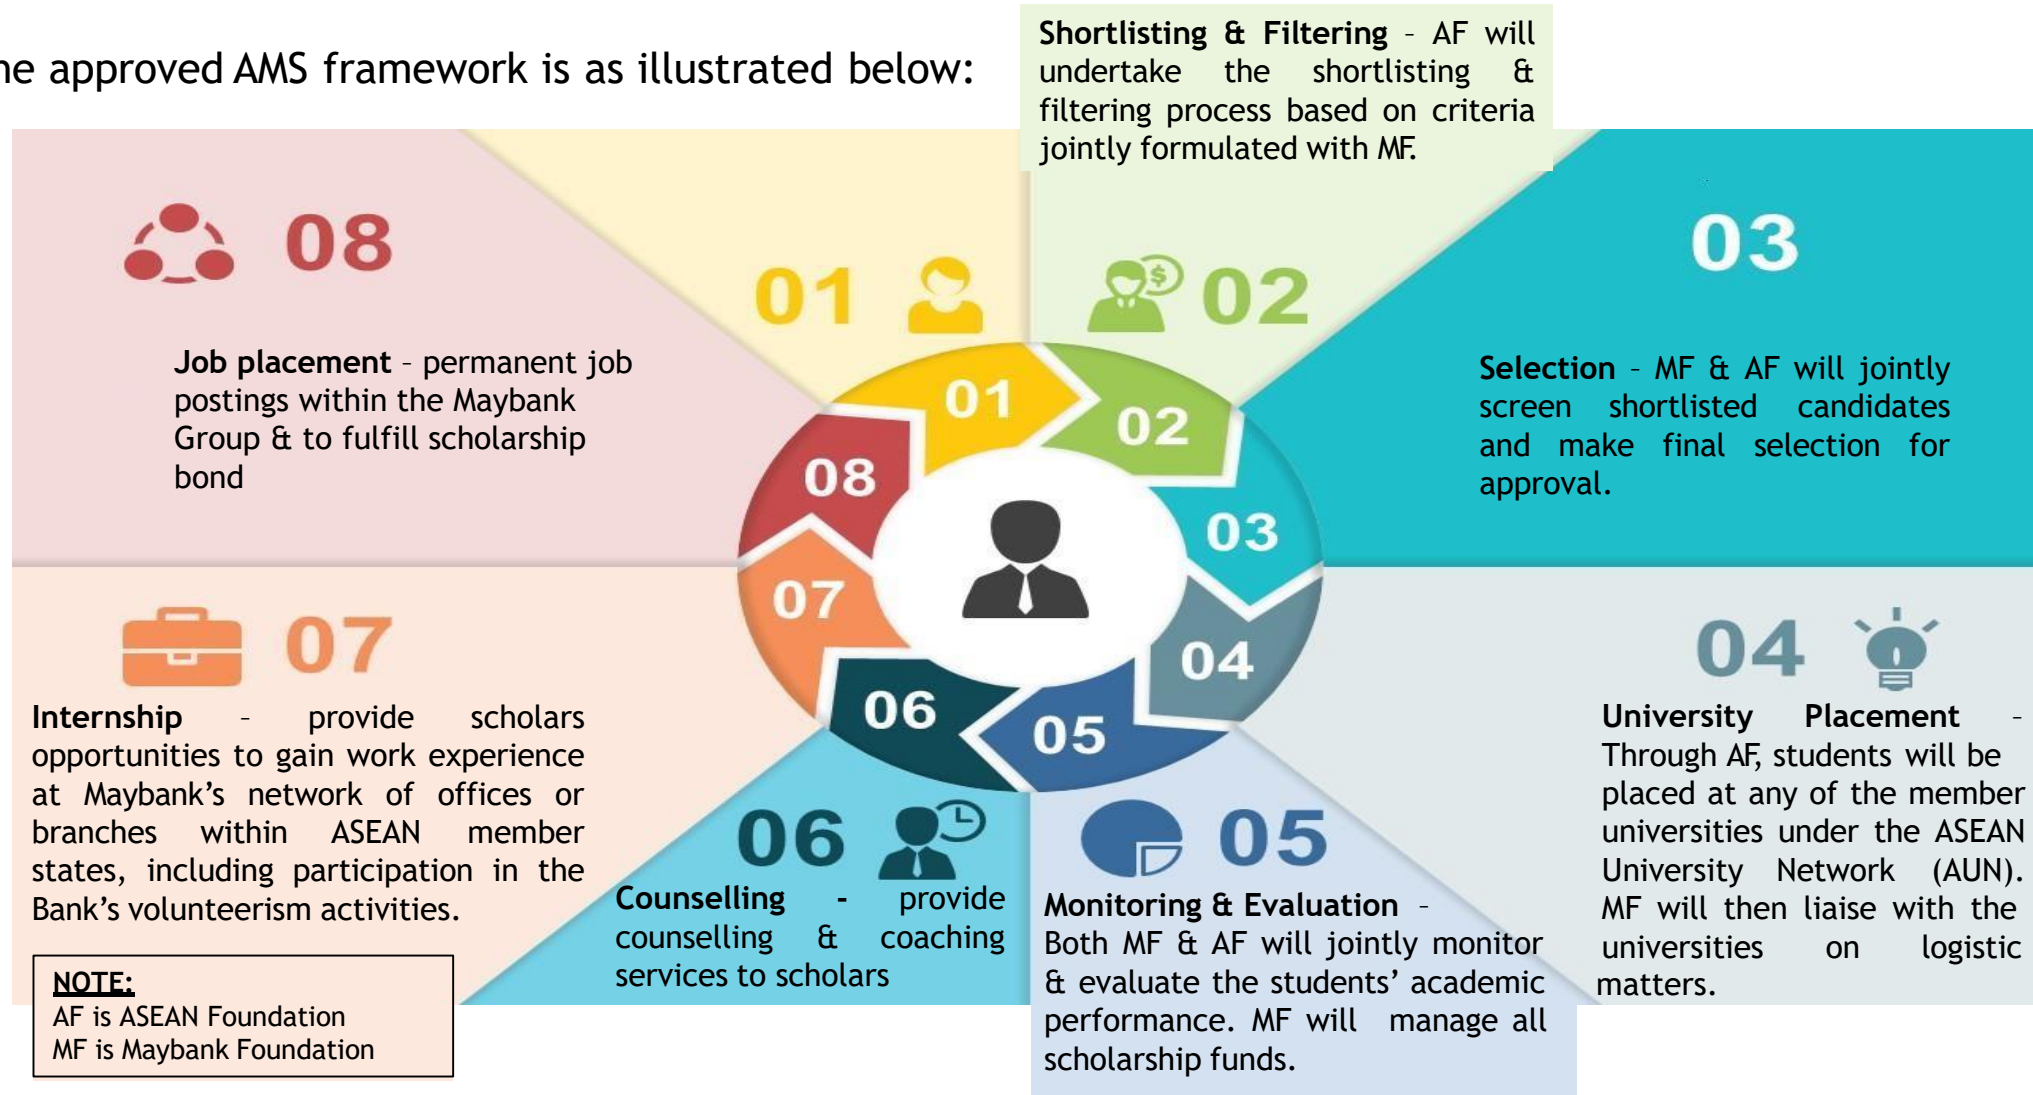 he approved AMS framework is as illustrated below:
Shortlisting & Filtering – AF will
undertake the shortlisting &
filtering process based on criteria
jointly formulated with MF.
08
Job placement – permanent job
postings within the Maybank
Group & to fulfill scholarship
bond
01
02
03
Selection – MF & AF will jointly
screen shortlisted candidates
and make final selection for
approval.
01
02
03
04
05
06
07
08
04
University Placement –
Through AF, students will be
placed at any of the member
universities under the ASEAN
University Network (AUN).
MF will then liaise with the
universities on logistic
matters.
05
Monitoring & Evaluation –
Both MF & AF will jointly monitor
& evaluate the students’ academic
performance. MF will manage all
scholarship funds.
06
Counselling - provide
counselling & coaching
services to scholars
07
Internship – provide scholars
opportunities to gain work experience
at Maybank’s network of offices or
branches within ASEAN member
states, including participation in the
Bank’s volunteerism activities.
NOTE:
AF is ASEAN Foundation
MF is Maybank Foundation